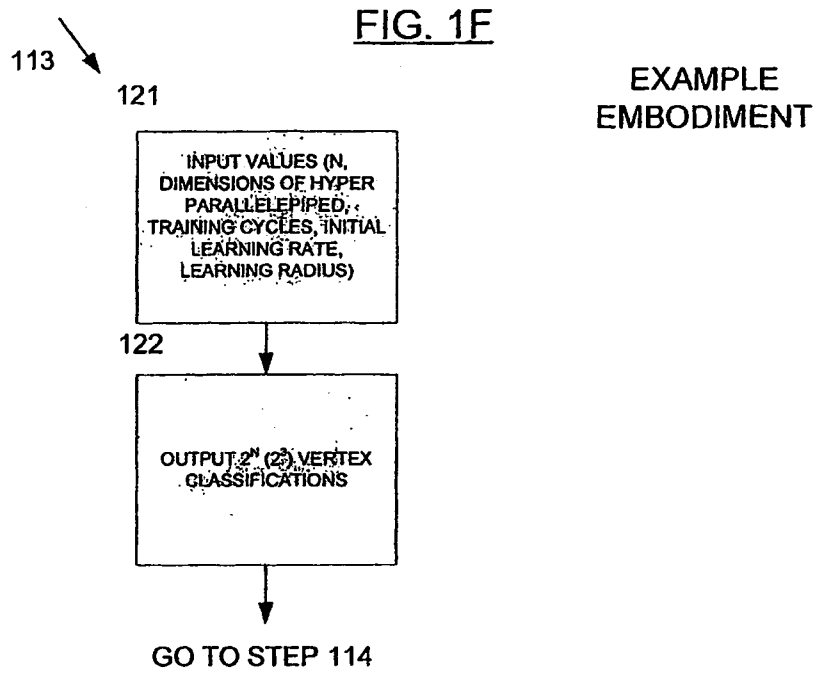 FIG. 1F
113
EXAMPLE
EMBODIMENT
121
INPUT VALUES (N,
DIMENSIONS OF HYPER
PARALLELEPIPED,
TRAINING CYCLES, INITIAL
LEARNING RATE,
LEARNING RADIUS)
122
OUTPUT 2^N (2^3) VERTEX
CLASSIFICATIONS
GO TO STEP 114